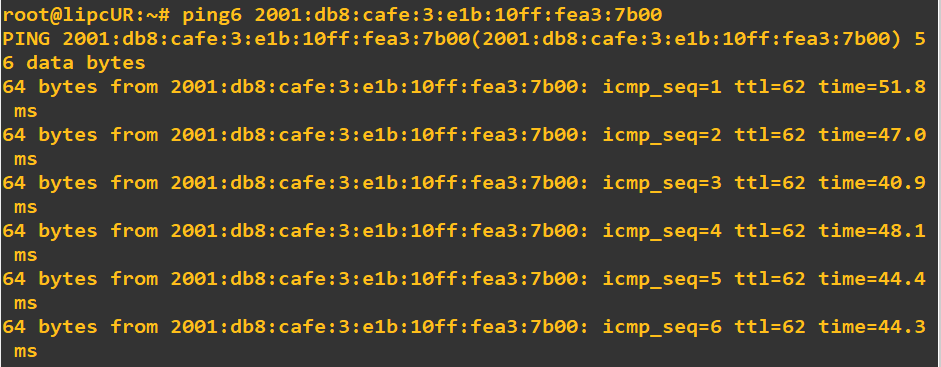 root@lipcUR:~# ping6 2001:db8:cafe:3:e1b:10ff:fea3:7b00
PING 2001:db8:cafe:3:e1b:10ff:fea3:7b00(2001:db8:cafe:3:e1b:10ff:fea3:7b00) 5
6 data bytes
64 bytes from 2001:db8:cafe:3:e1b:10ff:fea3:7b00: icmp_seq=1 ttl=62 time=51.8
 ms
64 bytes from 2001:db8:cafe:3:e1b:10ff:fea3:7b00: icmp_seq=2 ttl=62 time=47.0
 ms
64 bytes from 2001:db8:cafe:3:e1b:10ff:fea3:7b00: icmp_seq=3 ttl=62 time=40.9
 ms
64 bytes from 2001:db8:cafe:3:e1b:10ff:fea3:7b00: icmp_seq=4 ttl=62 time=48.1
 ms
64 bytes from 2001:db8:cafe:3:e1b:10ff:fea3:7b00: icmp_seq=5 ttl=62 time=44.4
 ms
64 bytes from 2001:db8:cafe:3:e1b:10ff:fea3:7b00: icmp_seq=6 ttl=62 time=44.3
 ms